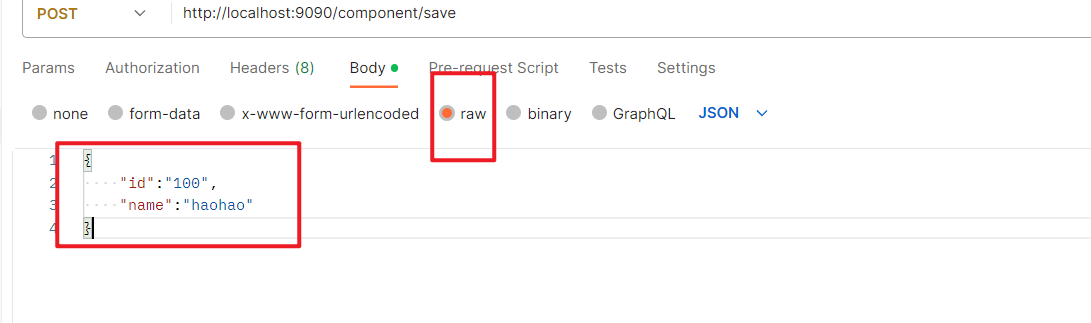 POST http://localhost:9090/component/save
Params Authorization Headers (8) Body Pre-request Script Tests Settings
none form-data x-www-form-urlencoded raw binary GraphQL JSON
1 {
2 ····"id":"100",
3 ····"name":"haohao"
4 }